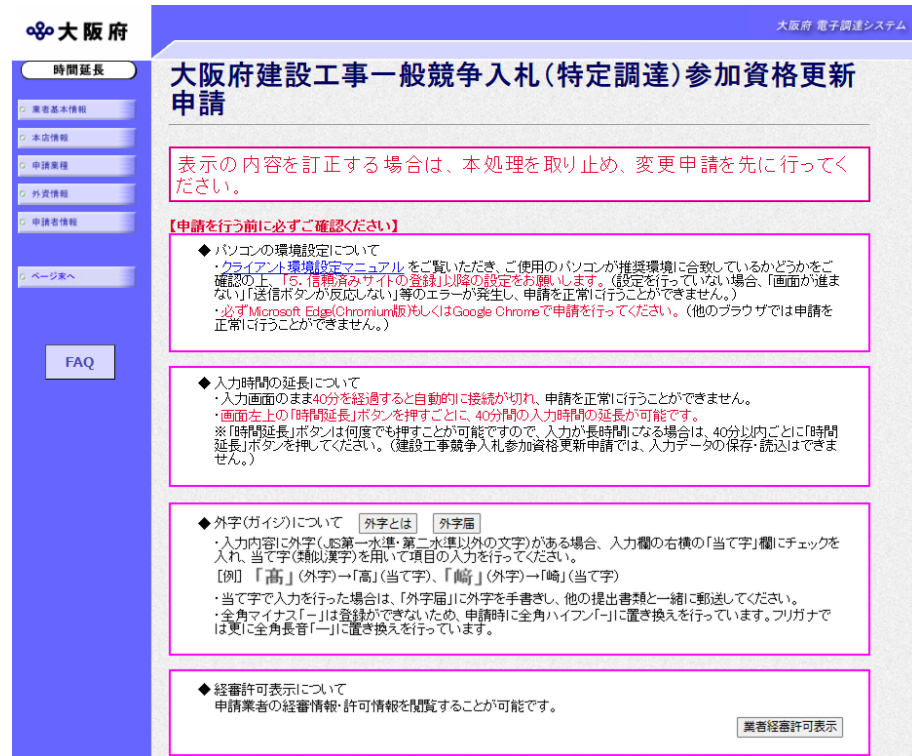 大阪府
大阪府 電子調達システム
時間延長
業者基本情報
本店情報
申請業種
外資情報
申請者情報
ページ末へ
FAQ
大阪府建設工事一般競争入札(特定調達)参加資格更新
申請
表示の内容を訂正する場合は、本処理を取り止め、変更申請を先に行ってく
ださい。
【申請を行う前に必ずご確認ください】
◆ パソコンの環境設定について
・クライアント環境設定マニュアル をご覧いただき、ご使用のパソコンが推奨環境に合致しているかどうかをご
確認の上、「5. 信頼済みサイトの登録」以降の設定をお願いします。(設定を行っていない場合、「画面が進ま
ない」「送信ボタンが反応しない」等のエラーが発生し、申請を正常に行うことができません。)
・必ずMicrosoft Edge(Chromium版)もしくはGoogle Chromeで申請を行ってください。(他のブラウザでは申請を
正常に行うことができません。)
◆ 入力時間の延長について
・入力画面のまま40分を経過すると自動的に接続が切れ、申請を正常に行うことができません。
・画面左上の「時間延長」ボタンを押すごとに、40分間の入力時間の延長が可能です。
※「時間延長」ボタンは何度でも押すことが可能ですので、入力が長時間になる場合は、40分以内ごとに「時間
延長」ボタンを押してください。(建設工事競争入札参加資格更新申請では、入力データの保存・読込はできま
せん。)
◆ 外字(ガイジ)について 外字とは 外字届
・入力内容に外字(JIS第一水準・第二水準以外の文字)がある場合、入力欄の右横の「当て字」欄にチェックを
入れ、当て字(類似漢字)を用いて項目の入力を行ってください。
[例] 「髙」(外字)→「高」(当て字)、「﨑」(外字)→「崎」(当て字)
・当て字で入力を行った場合は、「外字届」に外字を手書きし、他の提出書類と一緒に郵送してください。
・全角マイナス「－」は登録ができないため、申請時に全角ハイフン「‐」に置き換えを行っています。フリガナで
は更に全角長音「ー」に置き換えを行っています。
◆ 経審許可表示について
申請業者の経審情報・許可情報を閲覧することが可能です。
業者経審許可表示